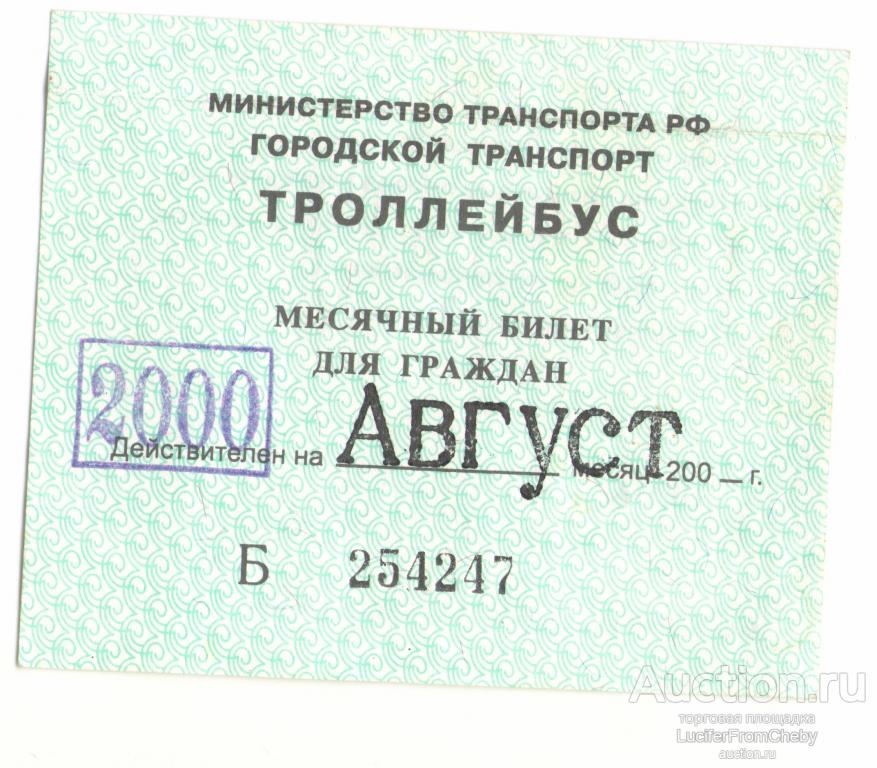 МИНИСТЕРСТВО ТРАНСПОРТА РФ
ГОРОДСКОЙ ТРАНСПОРТ
ТРОЛЛЕЙБУС
МЕСЯЧНЫЙ БИЛЕТ
ДЛЯ ГРАЖДАН
2000
Действителен на АВГУСТ месяц 200 _ г.
Б 254247
Auction.ru
торговая площадка
LuciferFromCheby
auction.ru